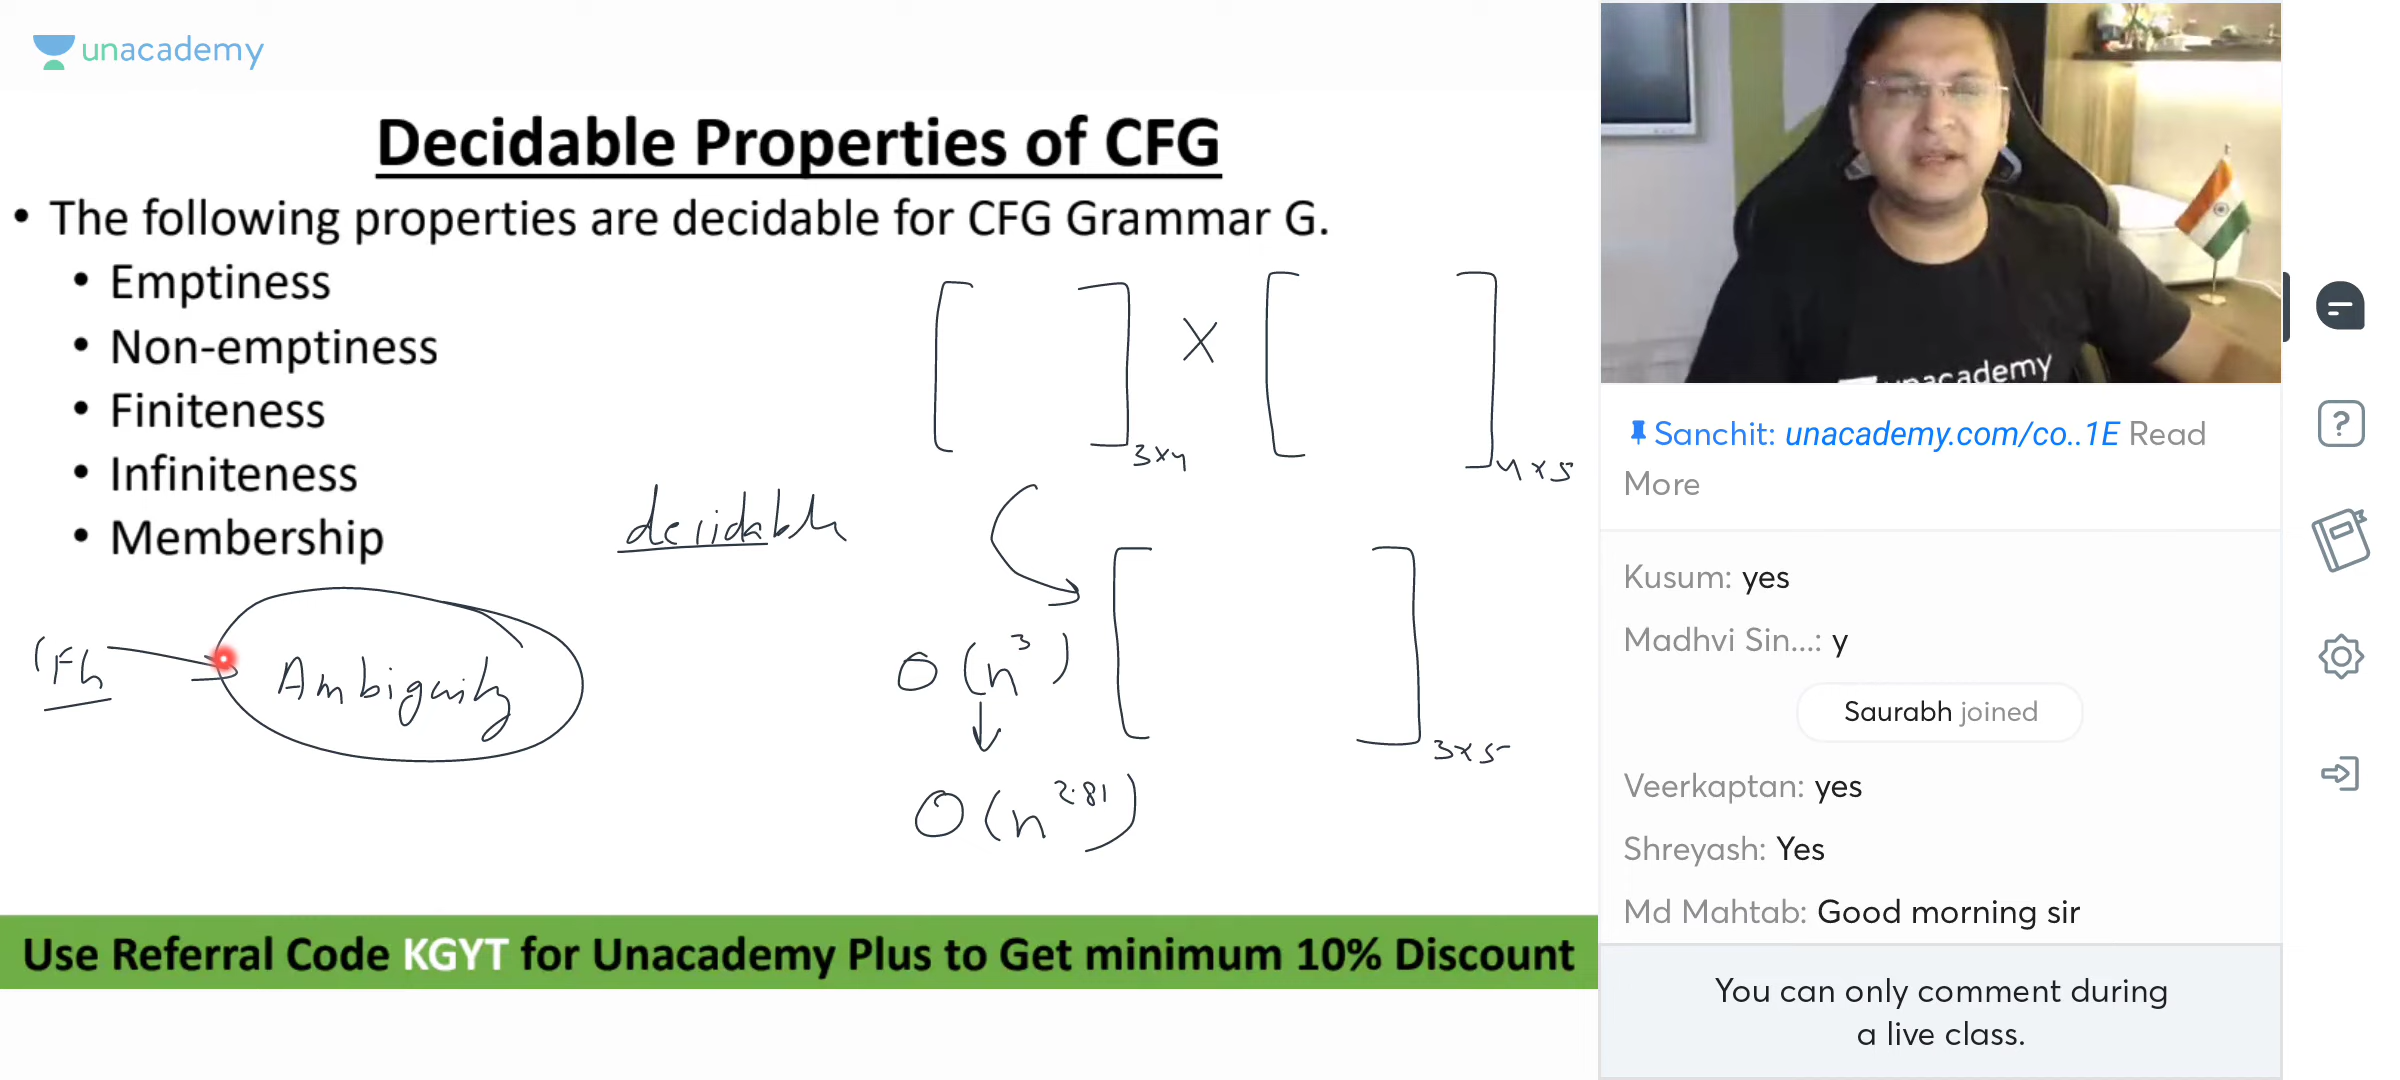 unacademy
Decidable Properties of CFG
• The following properties are decidable for CFG Grammar G.
• Emptiness
• Non-emptiness
• Finiteness
• Infiniteness
• Membership
3×4
×
4×5
decidable
CFG
Ambiguity
O(n³)
3×5
O(n^2.81)
Use Referral Code KGYT for Unacademy Plus to Get minimum 10% Discount
unacademy
Sanchit: unacademy.com/co..1E Read
More
Kusum: yes
Madhvi Sin...: y
Saurabh joined
Veerkaptan: yes
Shreyash: Yes
Md Mahtab: Good morning sir
You can only comment during
a live class.
?